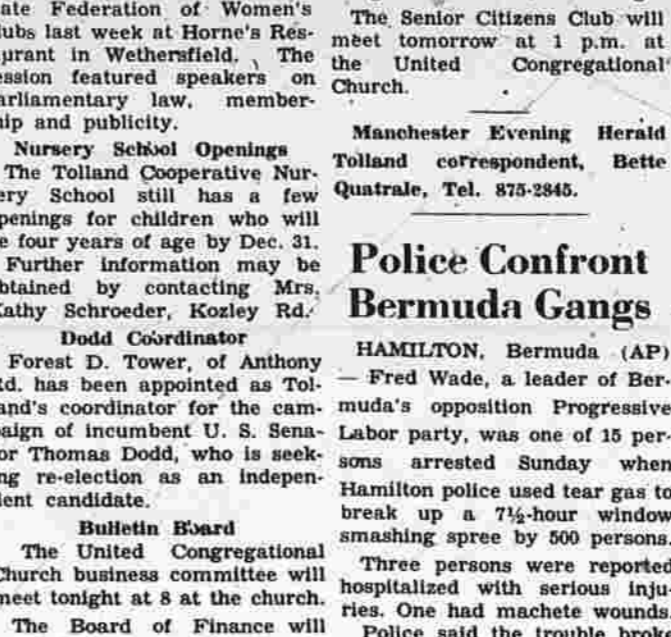 ate Federation of Women's
lubs last week at Horne's Res-
urant in Wethersfield. The
ession featured speakers on
arliamentary law, member-
hip and publicity.
Nursery School Openings
The Tolland Cooperative Nur-
ery School still has a few
penings for children who will
e four years of age by Dec. 31.
Further information may be
btained by contacting Mrs.
Kathy Schroeder, Kozley Rd.
Dodd Coordinator
Forest D. Tower, of Anthony
Rd. has been appointed as Tol-
and's coordinator for the cam-
paign of incumbent U. S. Sena-
or Thomas Dodd, who is seek-
ng re-election as an indepen-
dent candidate.
Bulletin Board
The United Congregational
Church business committee will
meet tonight at 8 at the church.
The Board of Finance will
The Senior Citizens Club will
meet tomorrow at 1 p.m. at
the United Congregational
Church.
Manchester Evening Herald
Tolland correspondent, Bette
Quatrale, Tel. 875-2845.
Police Confront
Bermuda Gangs
HAMILTON, Bermuda (AP)
— Fred Wade, a leader of Ber-
muda's opposition Progressive
Labor party, was one of 15 per-
sons arrested Sunday when
Hamilton police used tear gas to
break up a 7½-hour window
smashing spree by 500 persons.
Three persons were reported
hospitalized with serious inju-
ries. One had machete wounds.
Police said the trouble broke